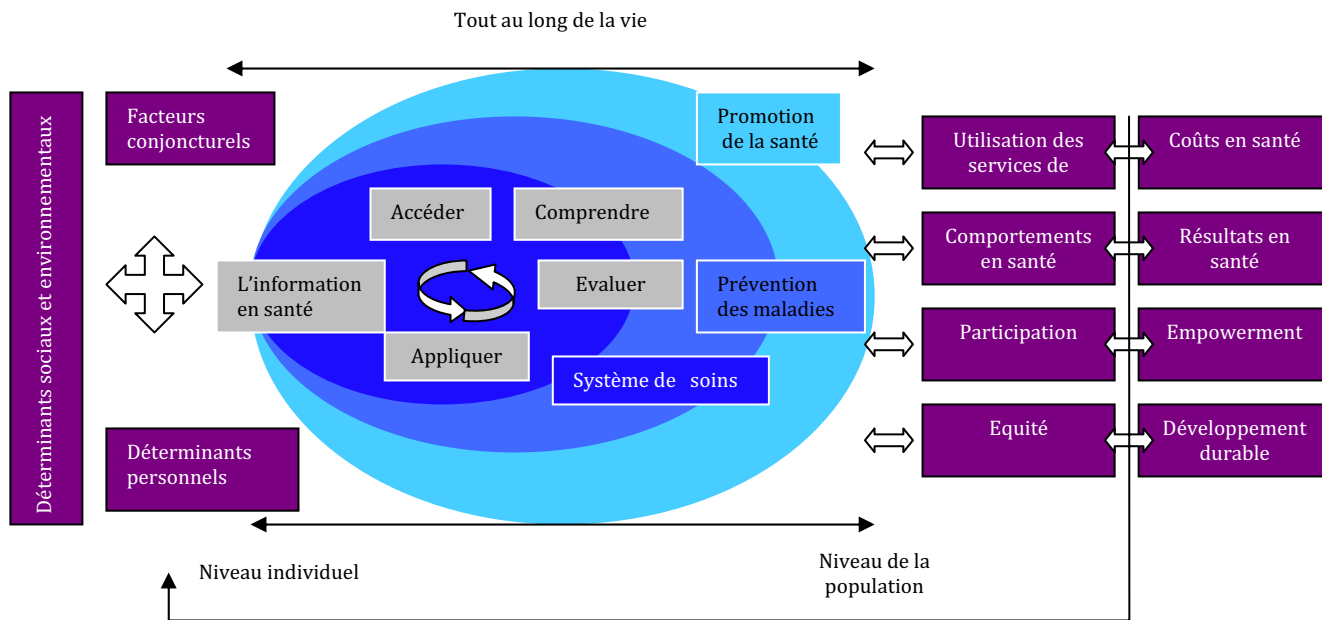 Tout au long de la vie
Déterminants sociaux et environnementaux
Facteurs
conjoncturels
Promotion
de la santé
Utilisation des
services de
Coûts en santé
Accéder
Comprendre
Comportements
en santé
Résultats en
santé
L’information
en santé
Evaluer
Prévention
des maladies
Appliquer
Participation
Empowerment
Système de soins
Déterminants
personnels
Equité
Développement
durable
Niveau individuel
Niveau de la
population